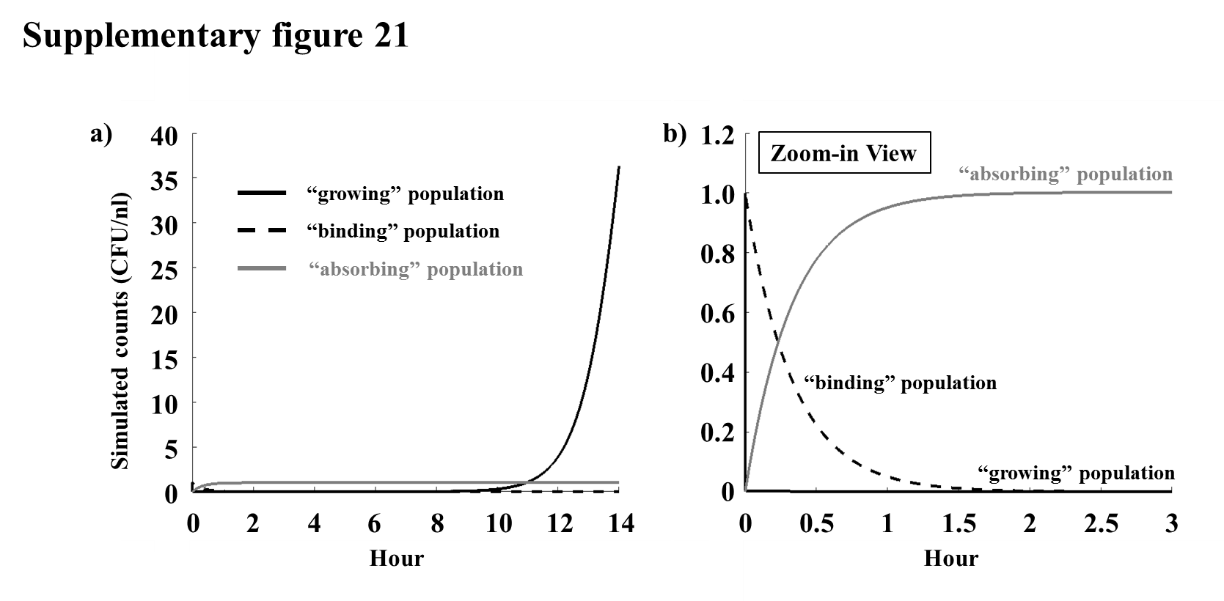 Supplementary figure 21
a)
Simulated counts (CFU/nl)
40
35
30
25
20
15
10
5
0
“growing” population
“binding” population
“absorbing” population
0 2 4 6 8 10 12 14
Hour
b)
1.2
1.0
0.8
0.6
0.4
0.2
0
Zoom-in View
“absorbing” population
“binding” population
“growing” population
0 0.5 1 1.5 2 2.5 3
Hour